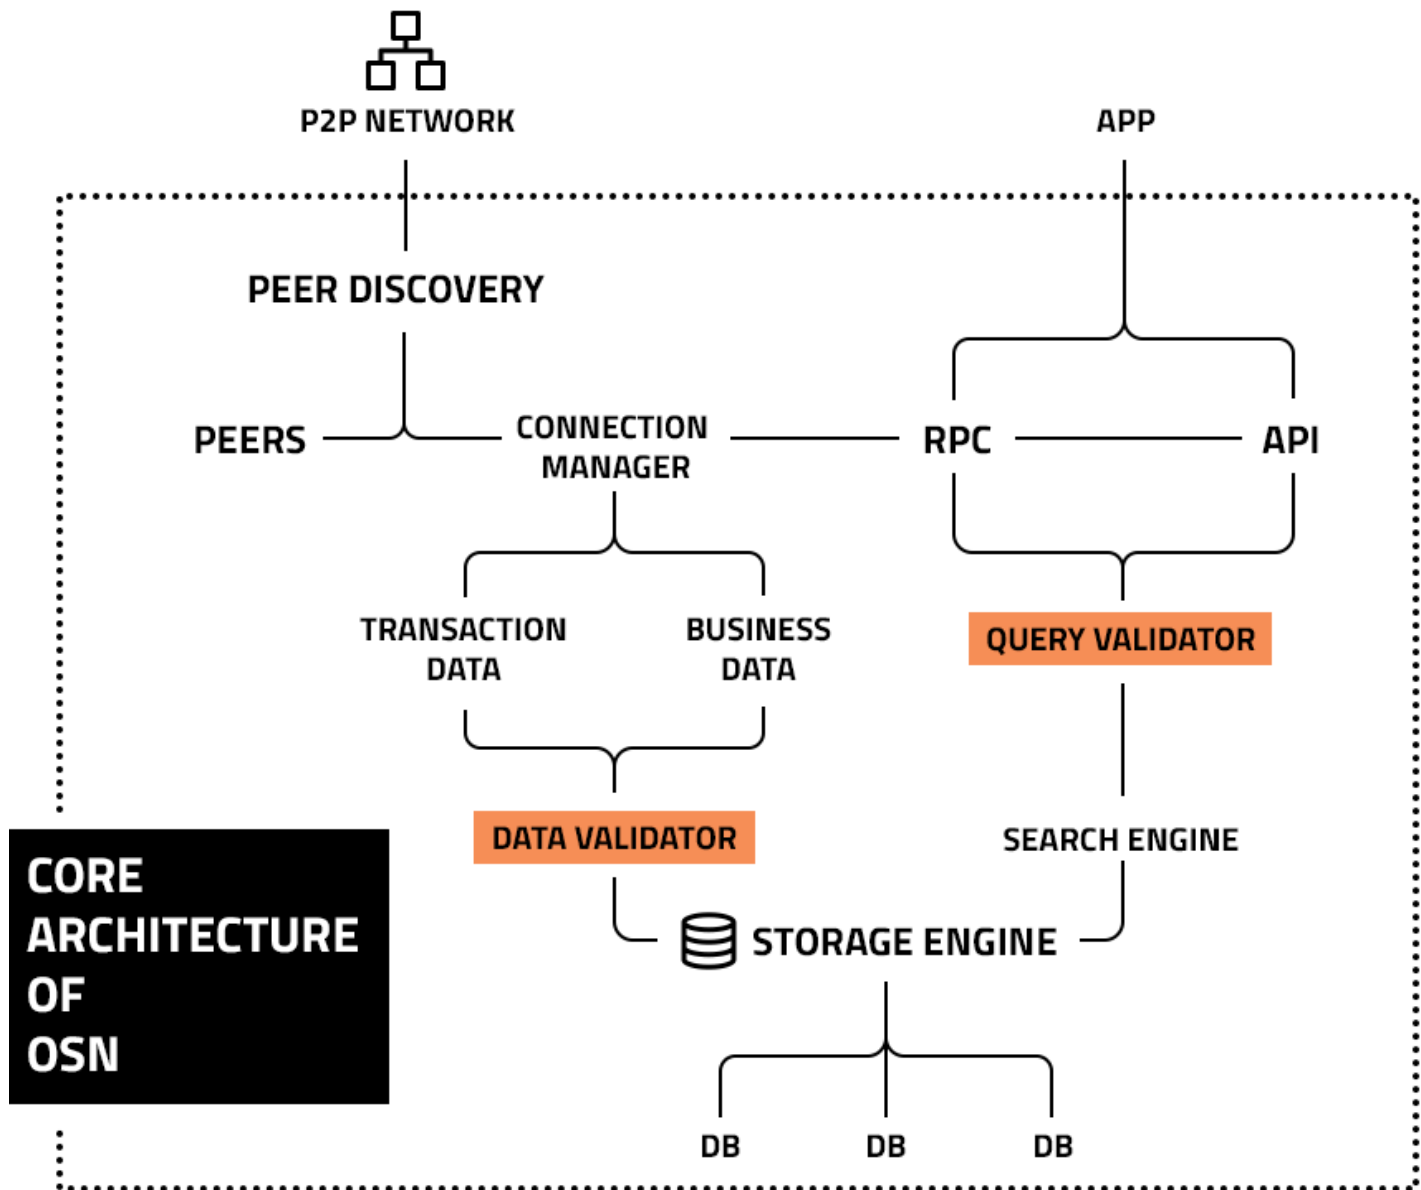 P2P NETWORK
APP
PEER DISCOVERY
PEERS
CONNECTION
MANAGER
RPC
API
TRANSACTION
DATA
BUSINESS
DATA
QUERY VALIDATOR
DATA VALIDATOR
SEARCH ENGINE
CORE
ARCHITECTURE
OF
OSN
STORAGE ENGINE
DB
DB
DB